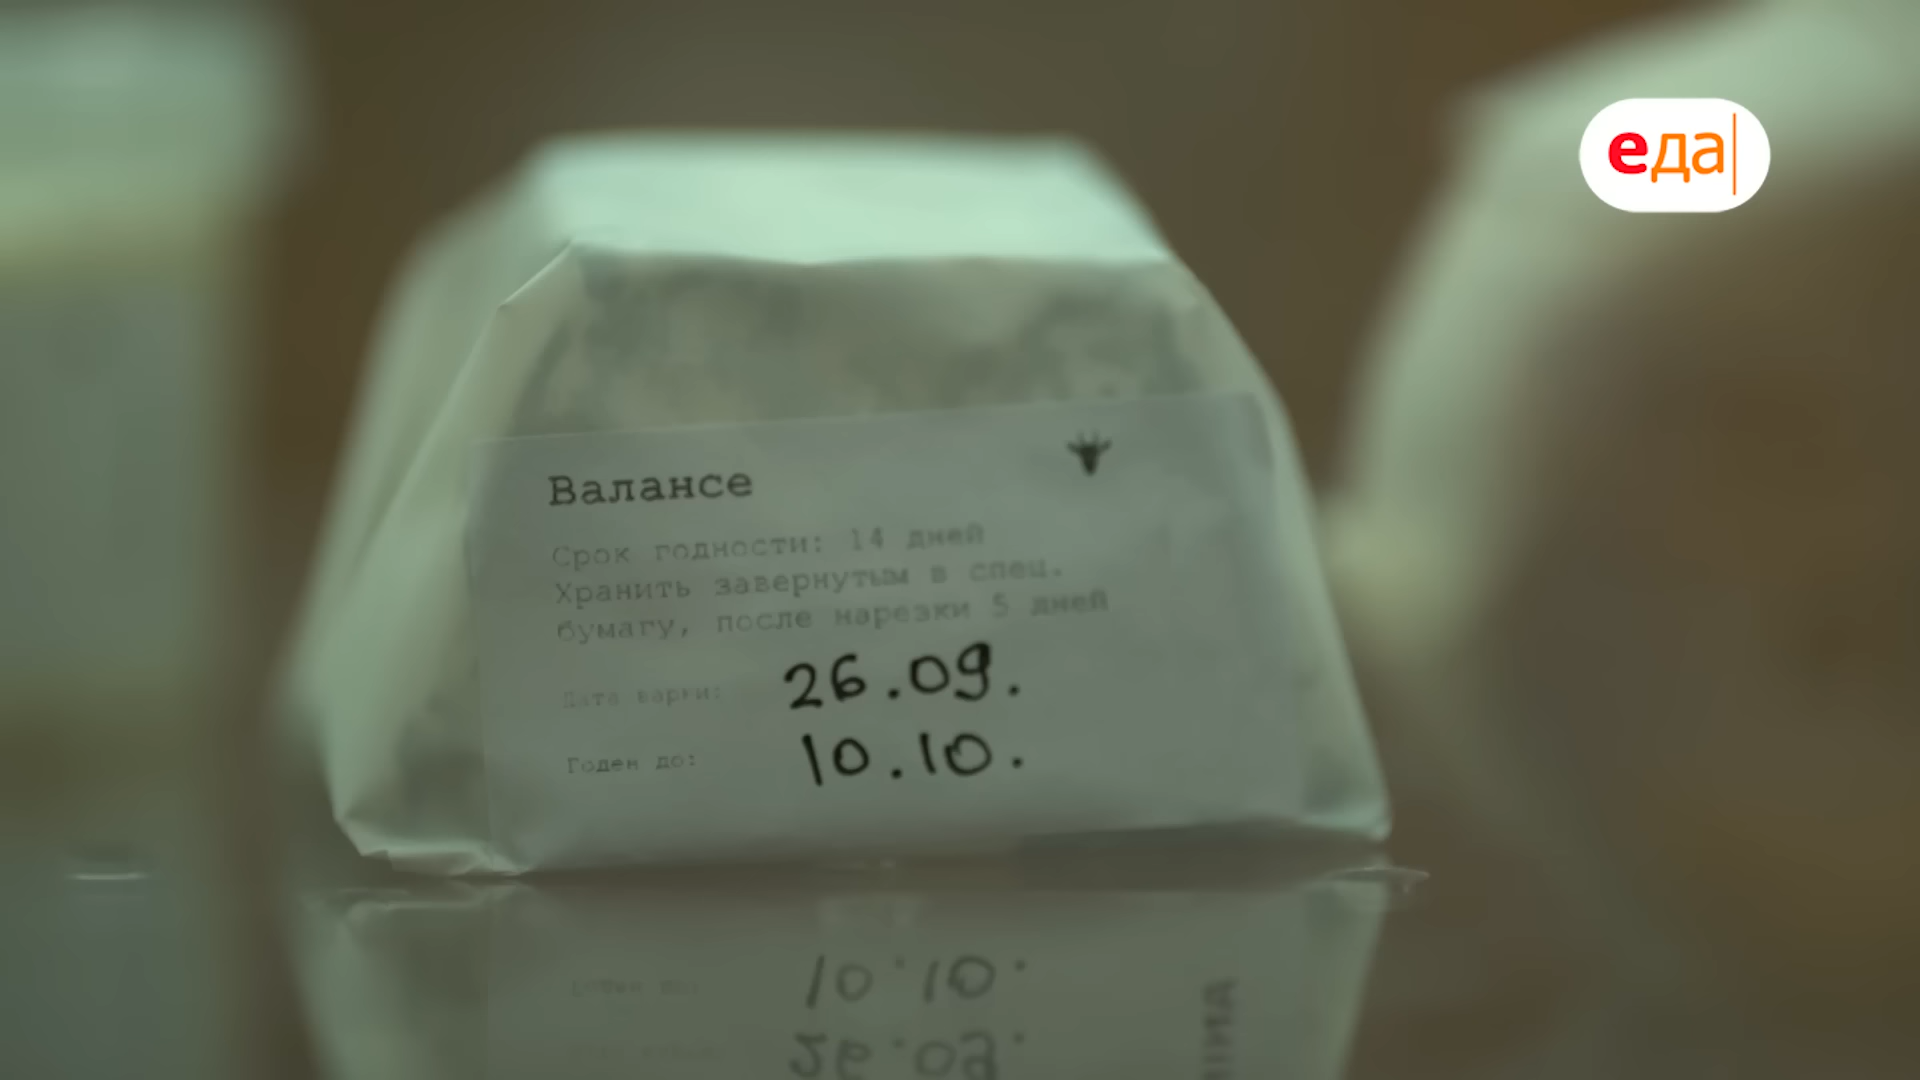 еда
Валансе
Срок годности: 14 дней
Хранить завернутым в спец.
бумагу, после нарезки 5 дней
Дата варки: 26.09.
Годен до: 10.10.